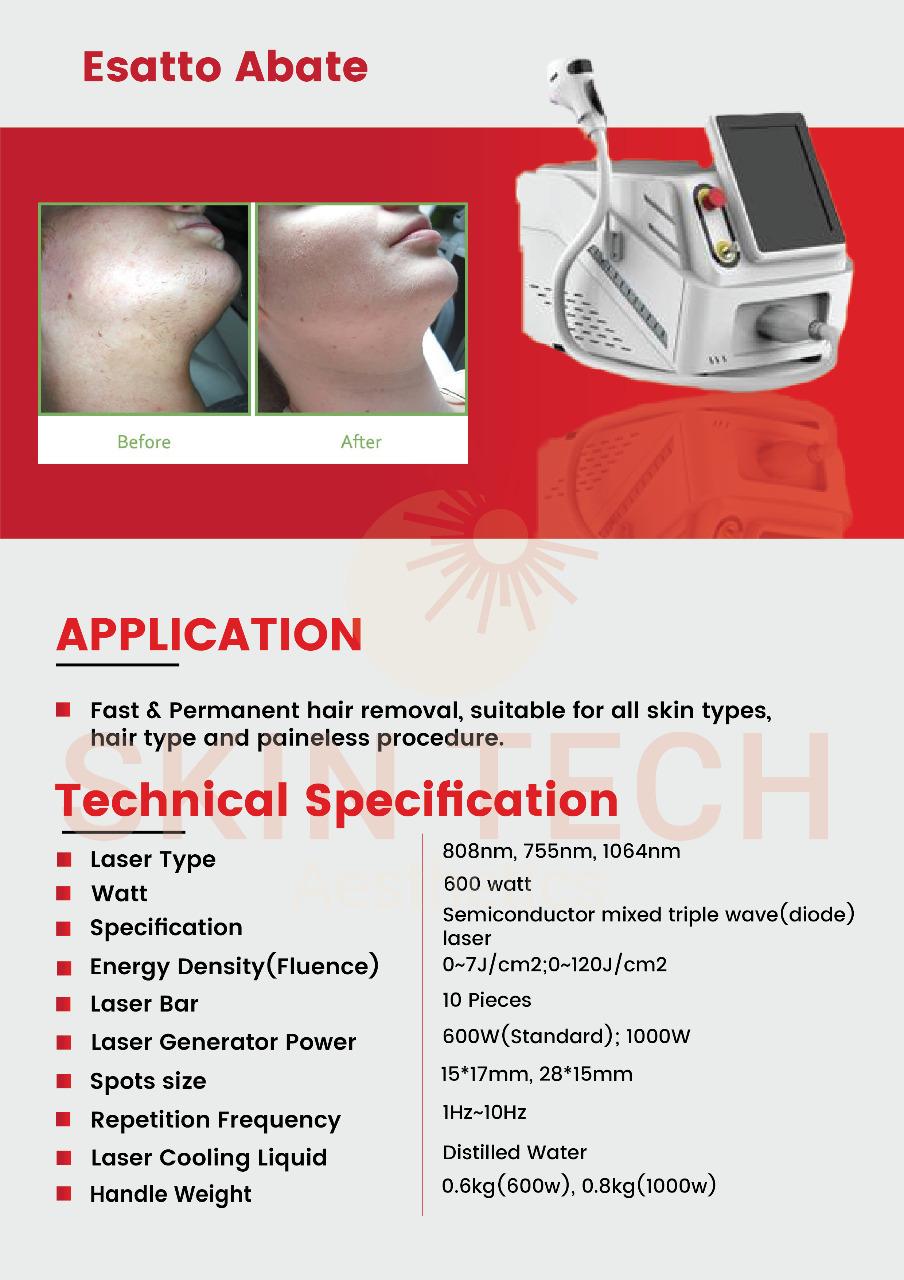 Esatto Abate
Before
After
APPLICATION
Fast & Permanent hair removal, suitable for all skin types,
hair type and paineless procedure.
SKIN TECH
Aesthetics
Technical Specification
Laser Type
808nm, 755nm, 1064nm
Watt
600 watt
Specification
Semiconductor mixed triple wave(diode)
laser
Energy Density(Fluence)
0~7J/cm2;0~120J/cm2
Laser Bar
10 Pieces
Laser Generator Power
600W(Standard); 1000W
Spots size
15*17mm, 28*15mm
Repetition Frequency
1Hz~10Hz
Laser Cooling Liquid
Distilled Water
Handle Weight
0.6kg(600w), 0.8kg(1000w)